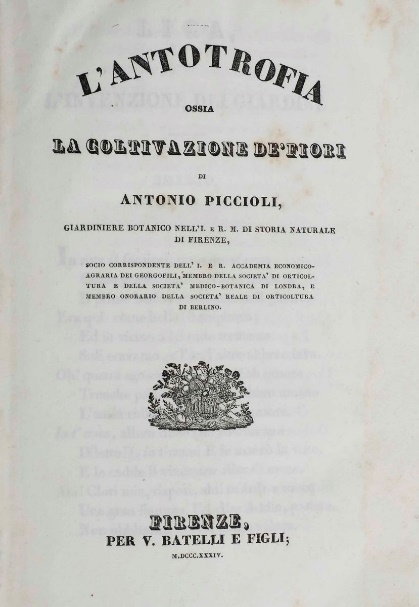 L'ANTOTROFIA
OSSIA
LA COLTIVAZIONE DE' FIORI
DI
ANTONIO PICCIOLI,
GIARDINIERE BOTANICO NELL'I. E R. M. DI STORIA NATURALE
DI FIRENZE,
SOCIO CORRISPONDENTE DELL' I. E R. ACCADEMIA ECONOMICO-
AGRARIA DEI GEORGOFILI, MEMBRO DELLA SOCIETA' DI ORTICOL-
TURA E DELLA SOCIETA' MEDICO-BOTANICA DI LONDRA, E
MEMBRO ONORARIO DELLA SOCIETA' REALE DI ORTICOLTURA
DI BERLINO.
FIRENZE,
PER V. BATELLI E FIGLI;
M.DCCC.XXXIV.